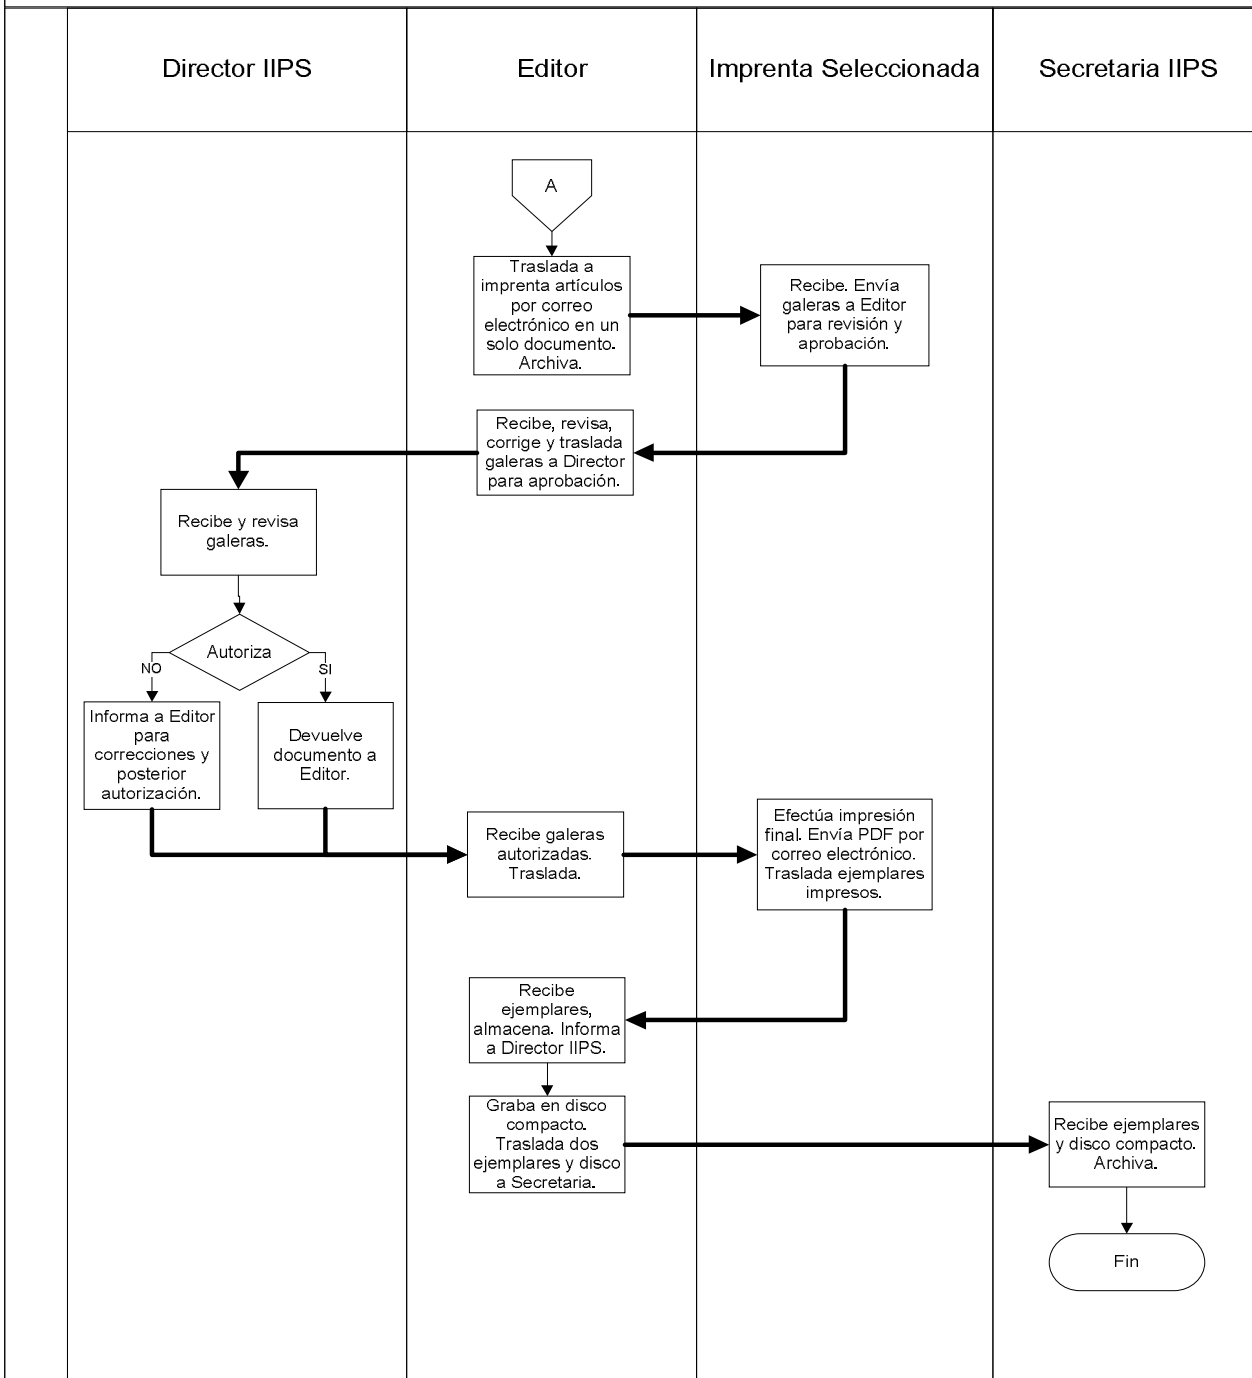 Director IIPS
Editor
Imprenta Seleccionada
Secretaria IIPS
A
Traslada a
imprenta artículos
por correo
electrónico en un
solo documento.
Archiva.
Recibe. Envía
galeras a Editor
para revisión y
aprobación.
Recibe, revisa,
corrige y traslada
galeras a Director
para aprobación.
Recibe y revisa
galeras.
Autoriza
NO
SI
Informa a Editor
para
correcciones y
posterior
autorización.
Devuelve
documento a
Editor.
Recibe galeras
autorizadas.
Traslada.
Efectúa impresión
final. Envía PDF por
correo electrónico.
Traslada ejemplares
impresos.
Recibe
ejemplares,
almacena. Informa
a Director IIPS.
Graba en disco
compacto.
Traslada dos
ejemplares y disco
a Secretaria.
Recibe ejemplares
y disco compacto.
Archiva.
Fin